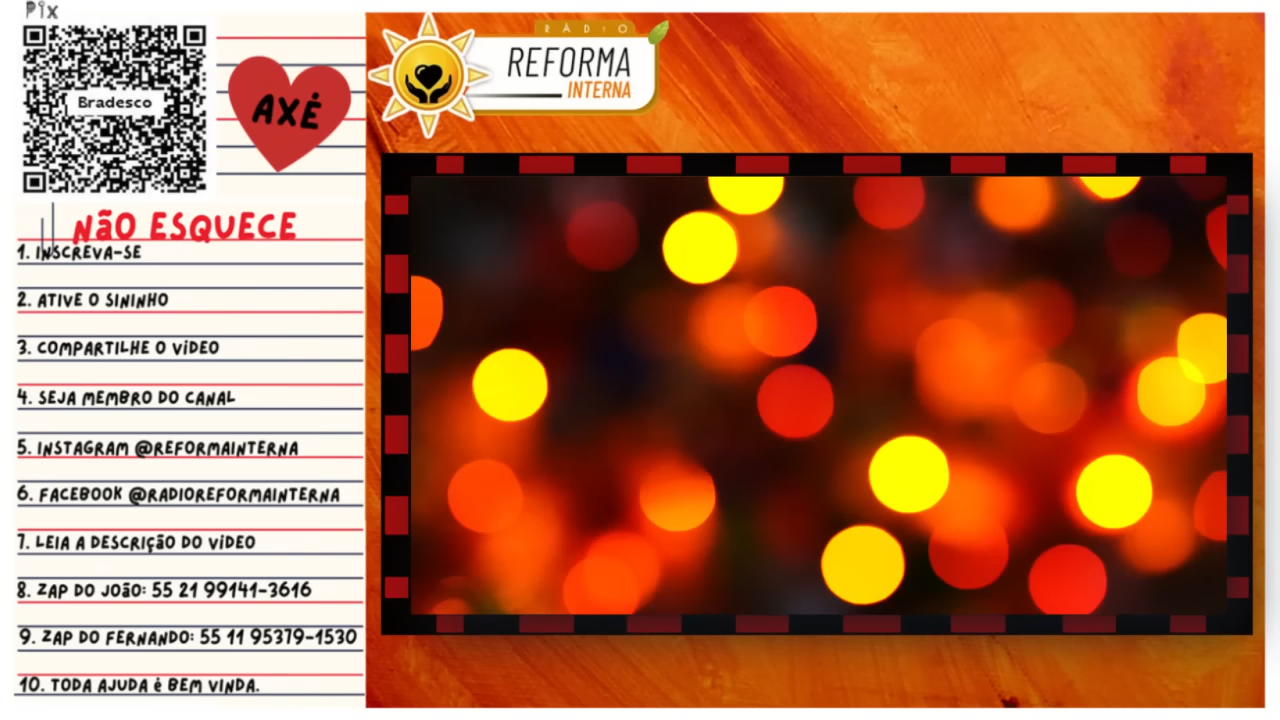 Pix
Bradesco
AXÉ
NÃO ESQUECE
1. INSCREVA-SE
2. ATIVE O SININHO
3. COMPARTILHE O VÍDEO
4. SEJA MEMBRO DO CANAL
5. INSTAGRAM @REFORMAINTERNA
6. FACEBOOK @RADIOREFORMAINTERNA
7. LEIA A DESCRIÇÃO DO VÍDEO
8. ZAP DO JOÃO: 55 21 99141-3616
9. ZAP DO FERNANDO: 55 11 95379-1530
10. TODA AJUDA É BEM VINDA.
RÁDIO
REFORMA
INTERNA